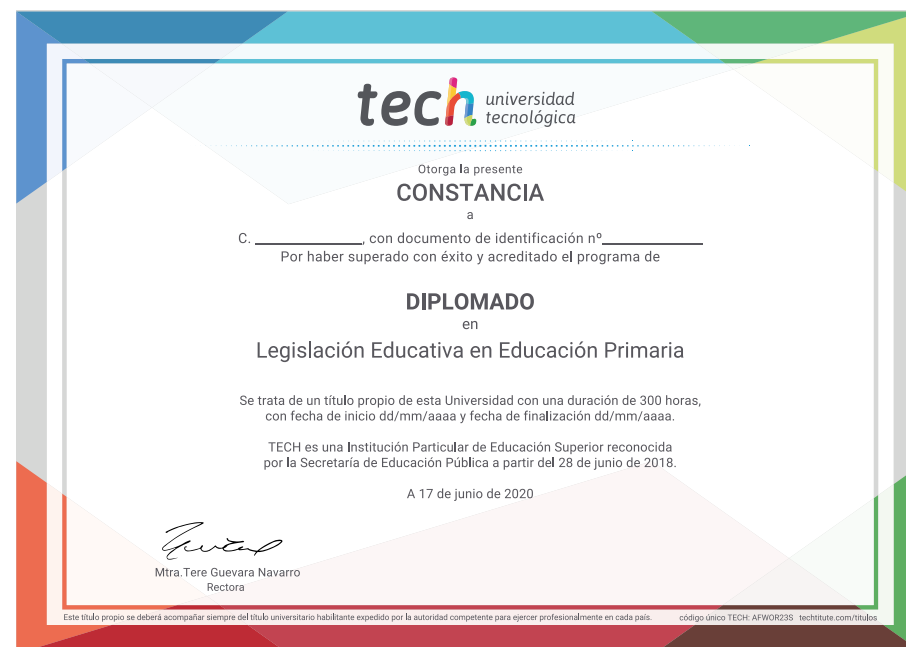 tech universidad
tecnológica
Otorga la presente
CONSTANCIA
a
C. ______________, con documento de identificación nº_____________
Por haber superado con éxito y acreditado el programa de
DIPLOMADO
en
Legislación Educativa en Educación Primaria
Se trata de un título propio de esta Universidad con una duración de 300 horas,
con fecha de inicio dd/mm/aaaa y fecha de finalización dd/mm/aaaa.
TECH es una Institución Particular de Educación Superior reconocida
por la Secretaría de Educación Pública a partir del 28 de junio de 2018.
A 17 de junio de 2020
Mtra.Tere Guevara Navarro
Rectora
Este título propio se deberá acompañar siempre del título universitario habilitante expedido por la autoridad competente para ejercer profesionalmente en cada país. código único TECH: AFWOR23S techtitute.com/titulos